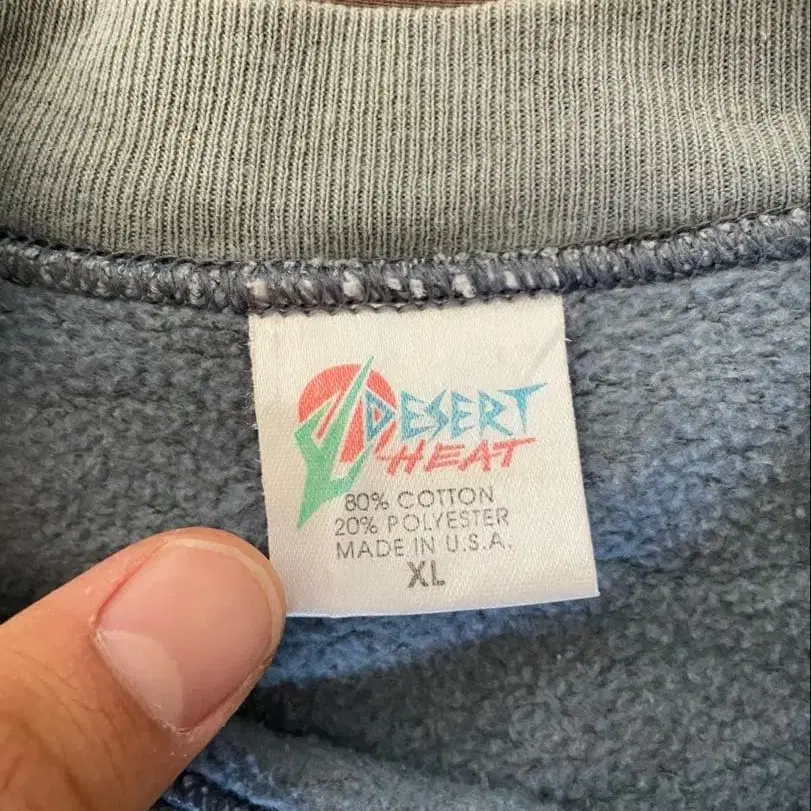 DESERT
HEAT
80% COTTON
20% POLYESTER
MADE IN U.S.A.
XL